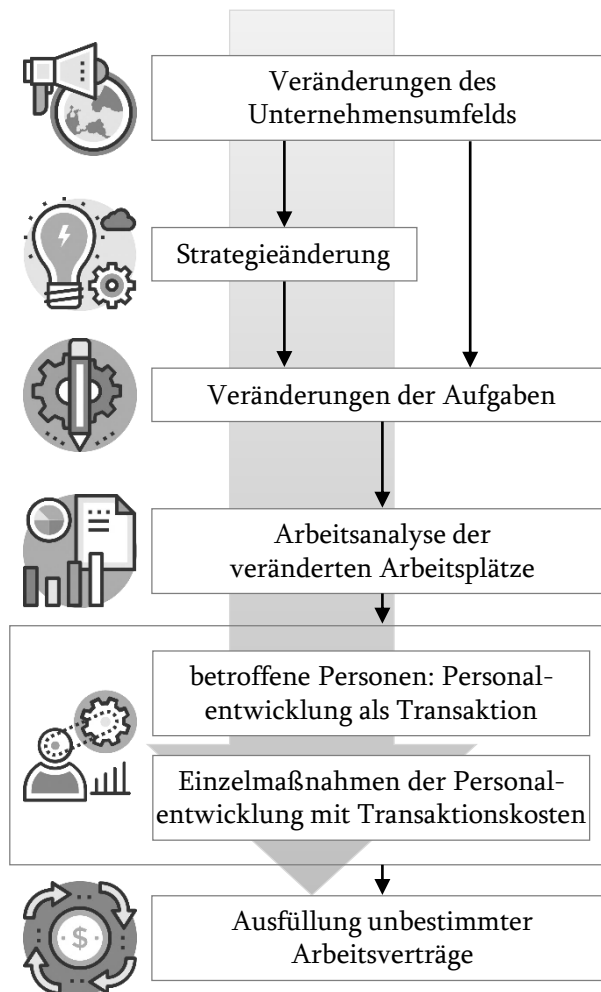 Veränderungen des
Unternehmensumfelds
Strategieänderung
Veränderungen der Aufgaben
Arbeitsanalyse der
veränderten Arbeitsplätze
betroffene Personen: Personal-
entwicklung als Transaktion
Einzelmaßnahmen der Personal-
entwicklung mit Transaktionskosten
$
Ausfüllung unbestimmter
Arbeitsverträge